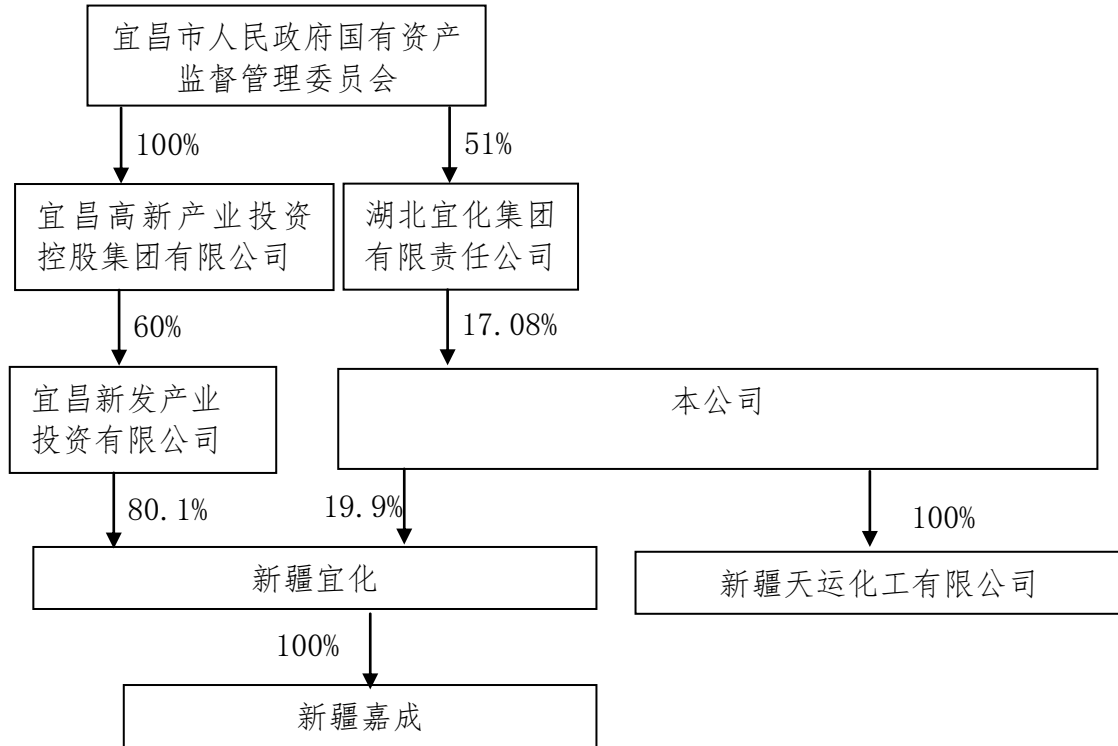 宜昌市人民政府国有资产
监督管理委员会
100%
51%
宜昌高新产业投资
控股集团有限公司
湖北宜化集团
有限责任公司
60%
17.08%
宜昌新发产业
投资有限公司
本公司
80.1%
19.9%
100%
新疆宜化
新疆天运化工有限公司
100%
新疆嘉成